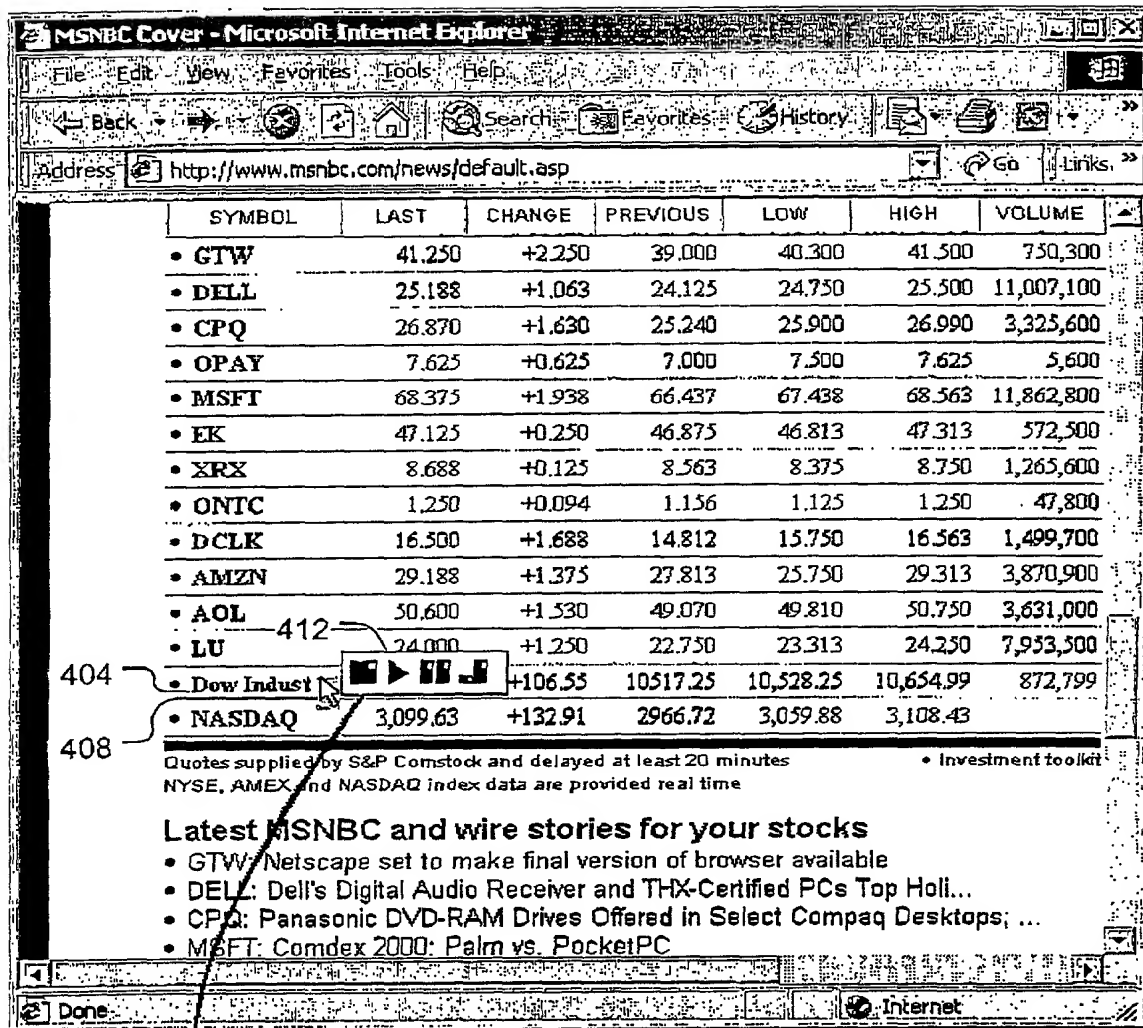 MSNBC Cover - Microsoft Internet Explorer
File Edit View Favorites Tools Help
Back Search Favorites History »
Address http://www.msnbc.com/news/default.asp Go Links »
SYMBOL LAST CHANGE PREVIOUS LOW HIGH VOLUME
• GTW 41.250 +2.250 39.000 40.300 41.500 750,300
• DELL 25.188 +1.063 24.125 24.750 25.500 11,007,100
• CPQ 26.870 +1.630 25.240 25.900 26.990 3,325,600
• OPAY 7.625 +0.625 7.000 7.500 7.625 5,600
• MSFT 68.375 +1.938 66.437 67.438 68.563 11,862,800
• EK 47.125 +0.250 46.875 46.813 47.313 572,500
• XRX 8.688 +0.125 8.563 8.375 8.750 1,265,600
• ONTC 1.250 +0.094 1.156 1.125 1.250 47,800
• DCLK 16.500 +1.688 14.812 15.750 16.563 1,499,700
• AMZN 29.188 +1.375 27.813 25.750 29.313 3,870,900
• AOL 50.600 +1.530 49.070 49.810 50.750 3,631,000
412
• LU 24.000 +1.250 22.750 23.313 24.250 7,953,500
404
• Dow Indust +106.55 10517.25 10,528.25 10,654.99 872,799
• NASDAQ 3,099.63 +132.91 2966.72 3,059.88 3,108.43
408
Quotes supplied by S&P Comstock and delayed at least 20 minutes • Investment toolkit
NYSE, AMEX and NASDAQ index data are provided real time
Latest MSNBC and wire stories for your stocks
• GTW: Netscape set to make final version of browser available
• DELL: Dell's Digital Audio Receiver and THX-Certified PCs Top Holi...
• CPQ: Panasonic DVD-RAM Drives Offered in Select Compaq Desktops; ...
• MSFT: Comdex 2000: Palm vs. PocketPC
Done Internet